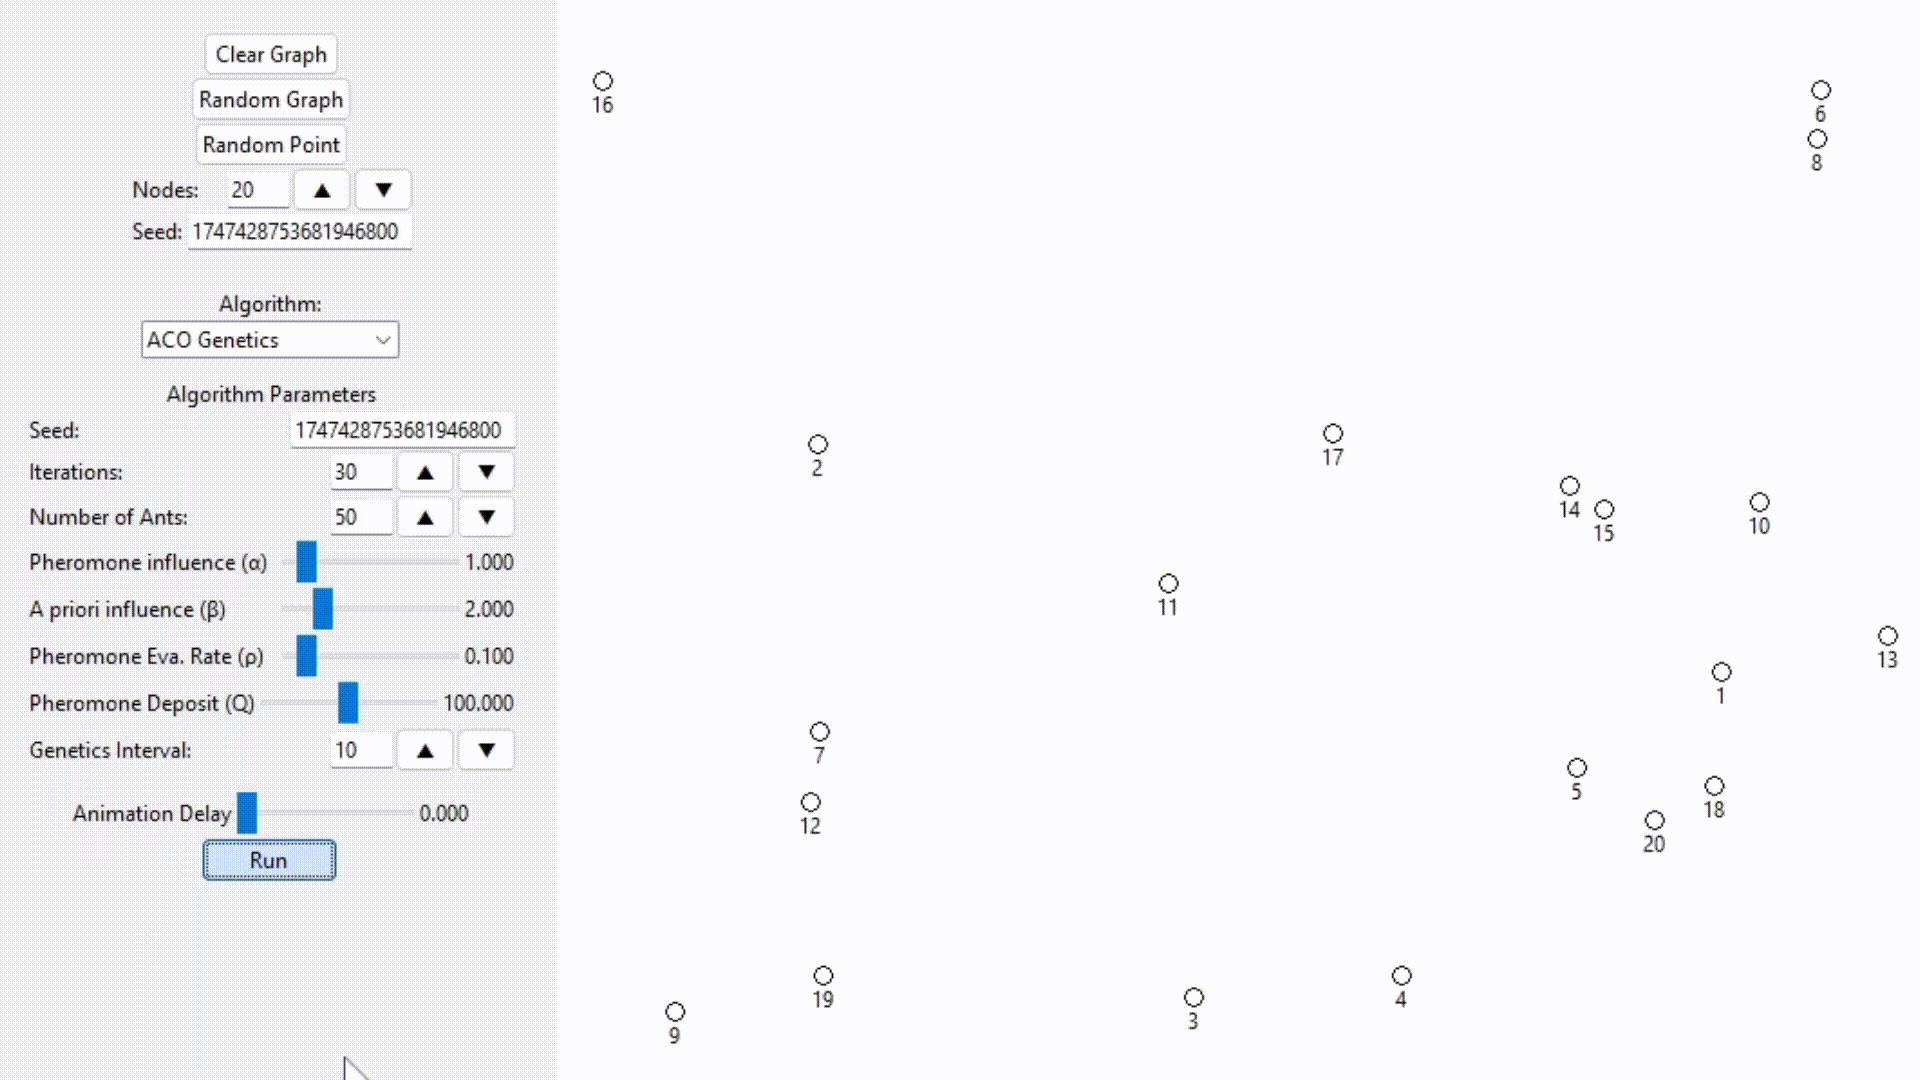 Clear Graph
Random Graph
Random Point
Nodes: 20 ▲ ▼
Seed: 1747428753681946800
Algorithm:
ACO Genetics
Algorithm Parameters
Seed: 1747428753681946800
Iterations: 30 ▲ ▼
Number of Ants: 50 ▲ ▼
Pheromone influence (α) 1.000
A priori influence (β) 2.000
Pheromone Eva. Rate (ρ) 0.100
Pheromone Deposit (Q) 100.000
Genetics Interval: 10 ▲ ▼
Animation Delay 0.000
Run
16
6
8
2
17
14
15
10
11
13
1
7
5
12
18
20
19
4
3
9